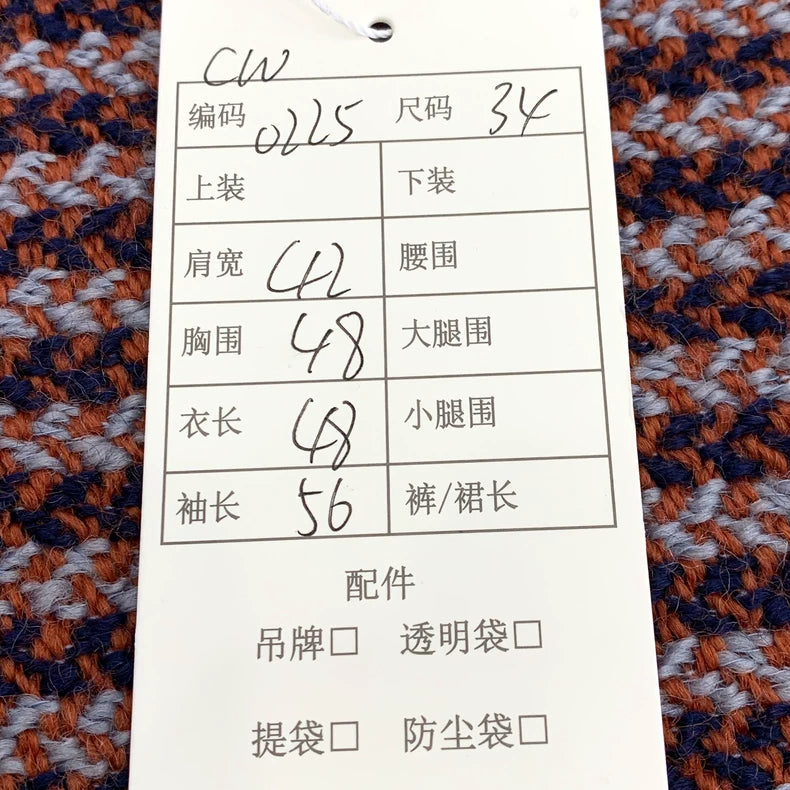 CW
编码 0225 尺码 34
上装 下装
肩宽 42 腰围
胸围 48 大腿围
衣长 48 小腿围
袖长 56 裤/裙长
配件
吊牌□ 透明袋□
提袋□ 防尘袋□